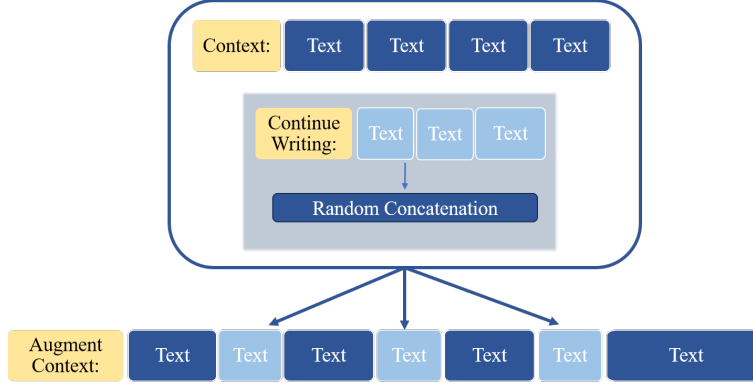 Context: Text Text Text Text
Continue
Writing:
Text Text Text
Random Concatenation
Augment
Context:
Text Text Text Text Text Text Text